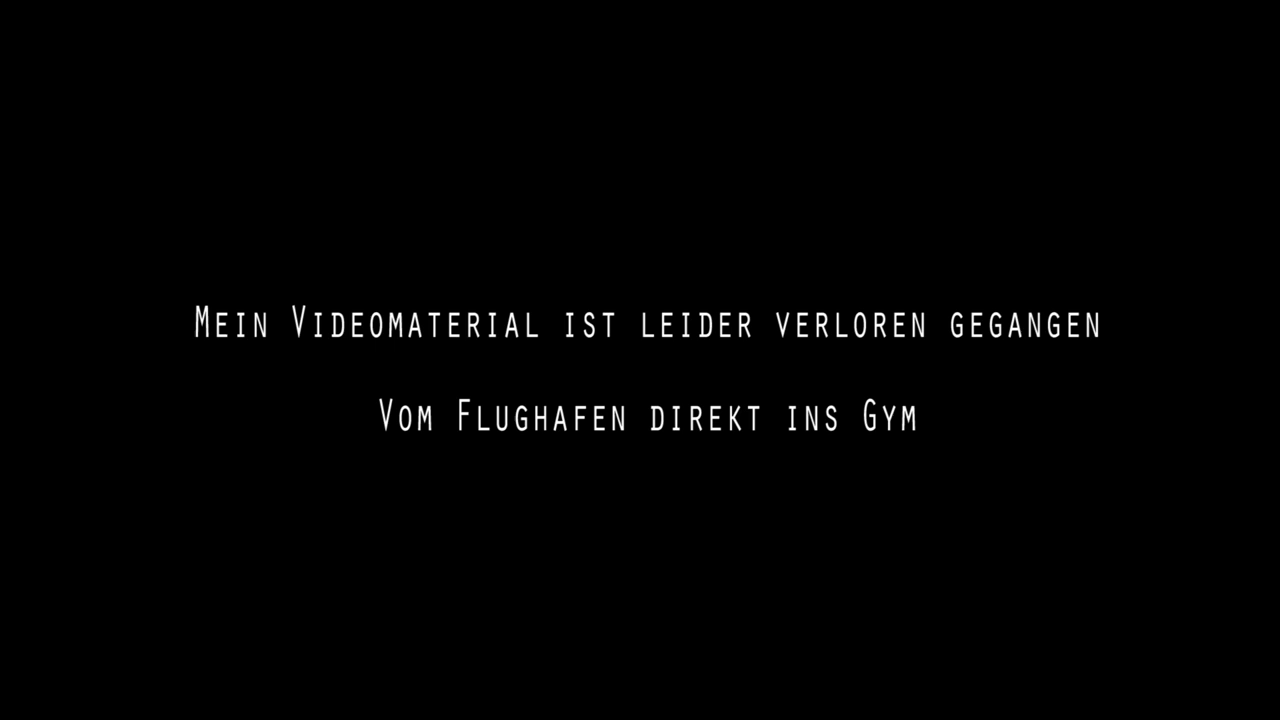 Mein Videomaterial ist leider verloren gegangen
Vom Flughafen direkt ins Gym